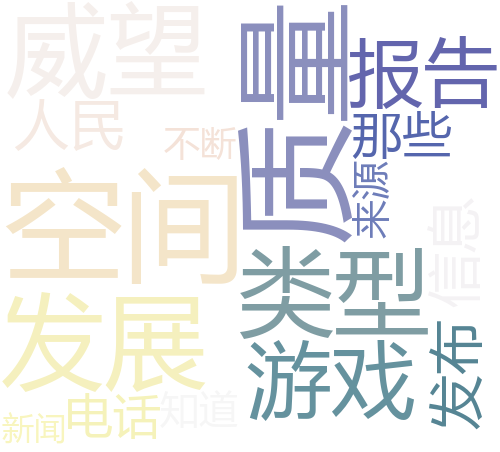 威望
质量
报告
人民
不断
那些
来源
空间
信息
类型
发展
游戏
发布
电话
知道
新闻